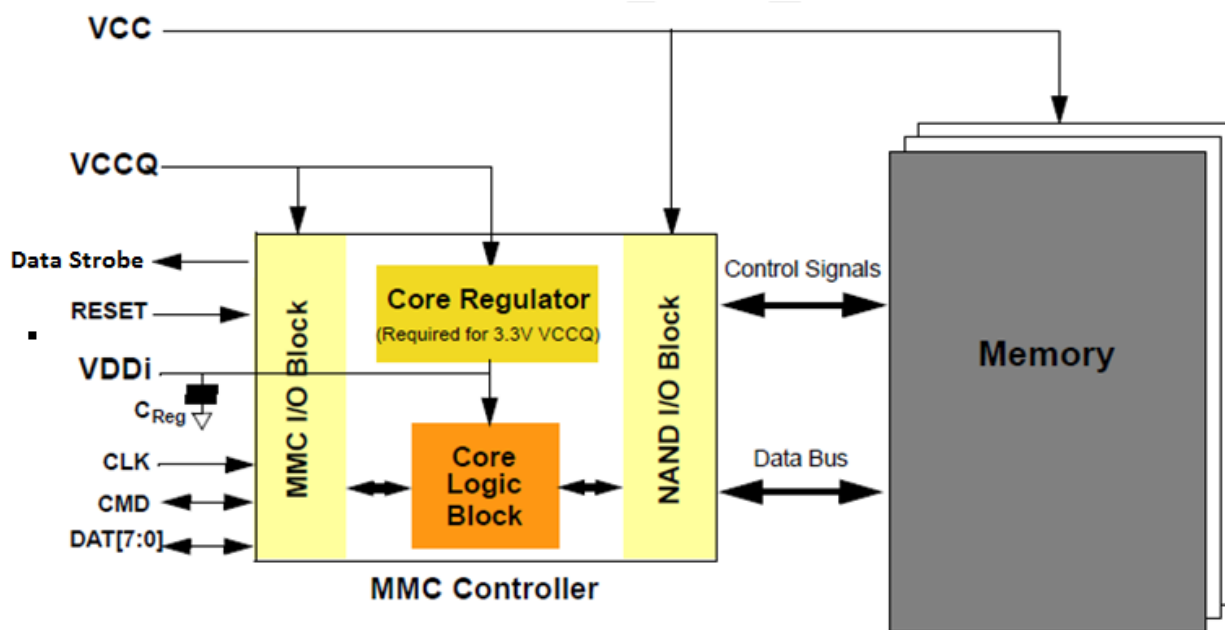 VCC
VCCQ
Data Strobe
RESET
VDDi
CReg
CLK
CMD
DAT[7:0]
MMC I/O Block
Core Regulator
(Required for 3.3V VCCQ)
Core
Logic
Block
NAND I/O Block
MMC Controller
Control Signals
Data Bus
Memory